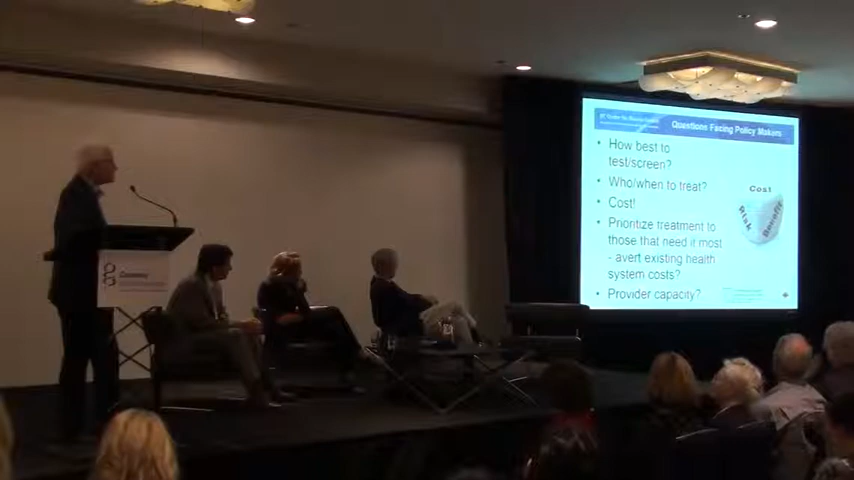 Questions Facing Policy Makers
• How best to
test/screen?
• Who/when to treat?
• Cost!
• Prioritize treatment to
those that need it most
- avert existing health
system costs?
• Provider capacity?
Cost
Risk
Benefit